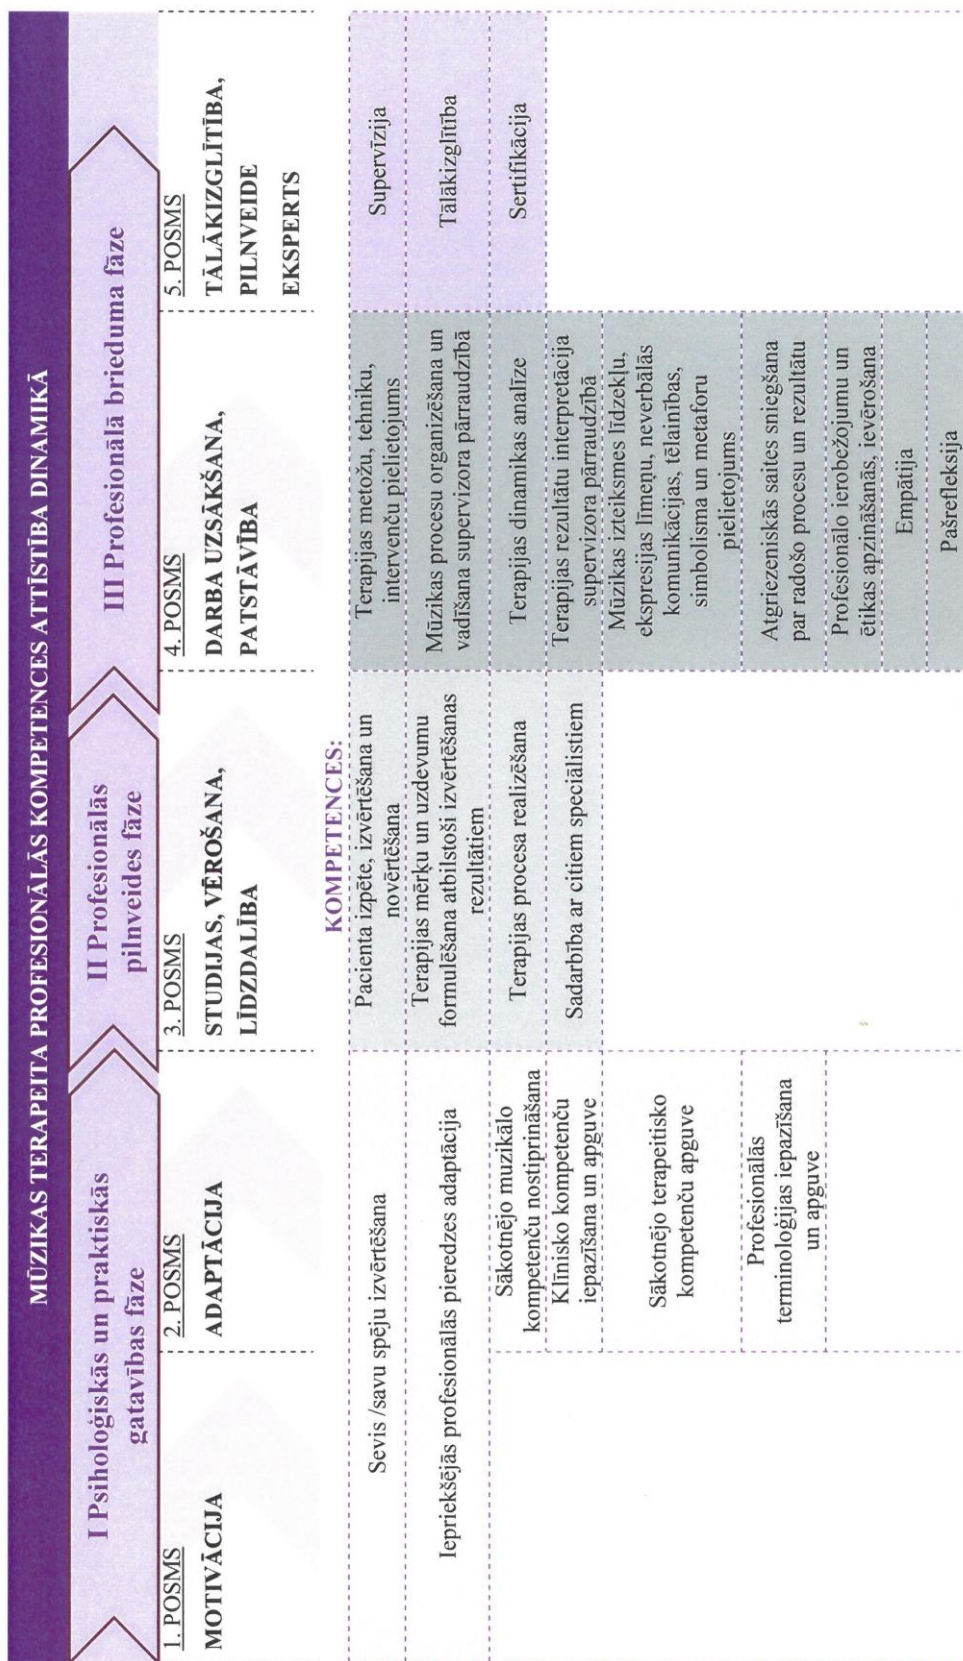 MŪZIKAS TERAPEITA PROFESIONĀLĀS KOMPETENCES ATTĪSTĪBA DINAMIKĀ
I Psiholoģiskās un praktiskās
gatavības fāze
II Profesionālās
pilnveides fāze
III Profesionālā brieduma fāze
1. POSMS
MOTIVĀCIJA
2. POSMS
ADAPTĀCIJA
3. POSMS
STUDIJAS, VĒROŠANA,
LĪDZDALĪBA
4. POSMS
DARBA UZSĀKŠANA,
PATSTĀVĪBA
5. POSMS
TĀLĀKIZGLĪTĪBA,
PILNVEIDE
EKSPERTS
KOMPETENCES:
Sevis /savu spēju izvērtēšana
Iepriekšējās profesionālās pieredzes adaptācija
Sākotnējo muzikālo
kompetenču nostiprināšana
Klīnisko kompetenču
iepazīšana un apguve
Sākotnējo terapeitisko
kompetenču apguve
Profesionālās
terminoloģijas iepazīšana
un apguve
Pacienta izpēte, izvērtēšana un
novērtēšana
Terapijas mērķu un uzdevumu
formulēšana atbilstoši izvērtēšanas
rezultātiem
Terapijas procesa realizēšana
Sadarbība ar citiem speciālistiem
Terapijas metožu, tehniku,
intervenču pielietojums
Mūzikas procesu organizēšana un
vadīšana supervizora pārraudzībā
Terapijas dinamikas analīze
Terapijas rezultātu interpretācija
supervizora pārraudzībā
Mūzikas izteiksmes līdzekļu,
ekspresijas līmeņu, neverbālās
komunikācijas, tēlainības,
simbolisma un metaforu
pielietojums
Atgriezeniskās saites sniegšana
par radošo procesu un rezultātu
Profesionālo ierobežojumu un
ētikas apzināšanās, ievērošana
Empātija
Pašrefleksija
Supervīzija
Tālākizglītība
Sertifikācija